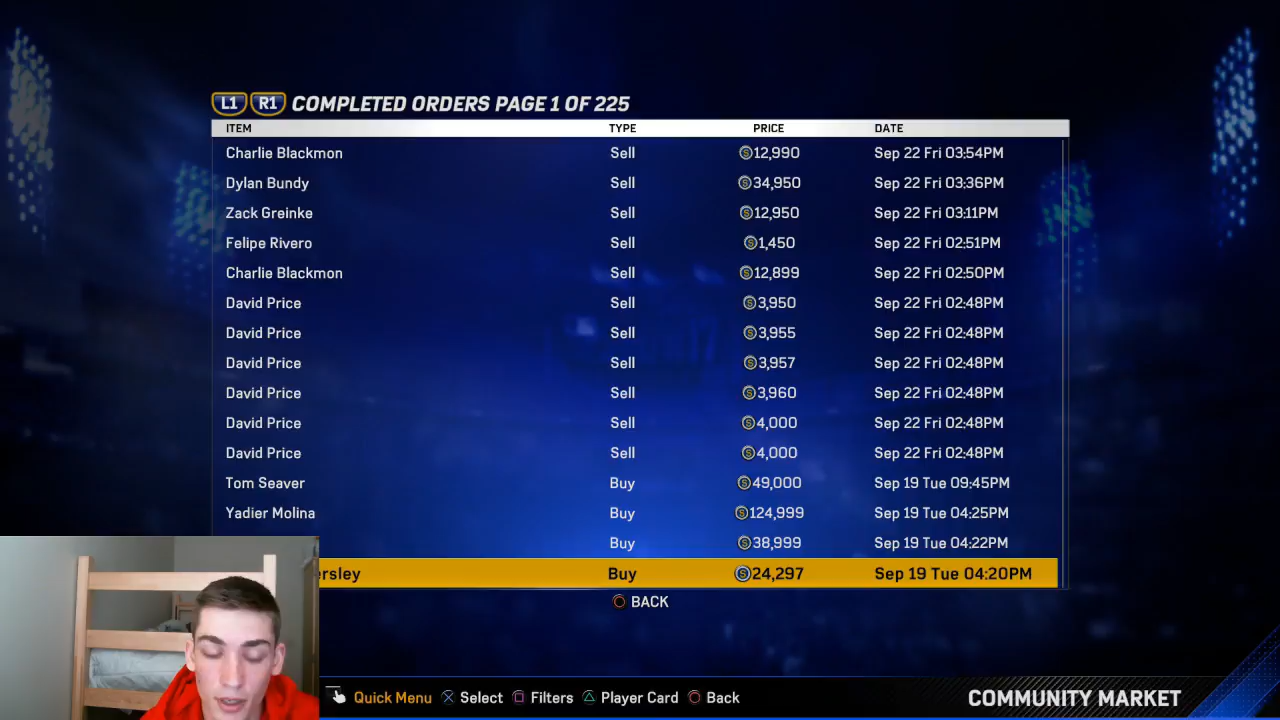 L1 R1 COMPLETED ORDERS PAGE 1 OF 225
ITEM TYPE PRICE DATE
Charlie Blackmon Sell 12,990 Sep 22 Fri 03:54PM
Dylan Bundy Sell 34,950 Sep 22 Fri 03:36PM
Zack Greinke Sell 12,950 Sep 22 Fri 03:11PM
Felipe Rivero Sell 1,450 Sep 22 Fri 02:51PM
Charlie Blackmon Sell 12,899 Sep 22 Fri 02:50PM
David Price Sell 3,950 Sep 22 Fri 02:48PM
David Price Sell 3,955 Sep 22 Fri 02:48PM
David Price Sell 3,957 Sep 22 Fri 02:48PM
David Price Sell 3,960 Sep 22 Fri 02:48PM
David Price Sell 4,000 Sep 22 Fri 02:48PM
David Price Sell 4,000 Sep 22 Fri 02:48PM
Tom Seaver Buy 49,000 Sep 19 Tue 09:45PM
Yadier Molina Buy 124,999 Sep 19 Tue 04:25PM
Buy 38,999 Sep 19 Tue 04:22PM
ersley Buy 24,297 Sep 19 Tue 04:20PM
BACK
Quick Menu Select Filters Player Card Back
COMMUNITY MARKET